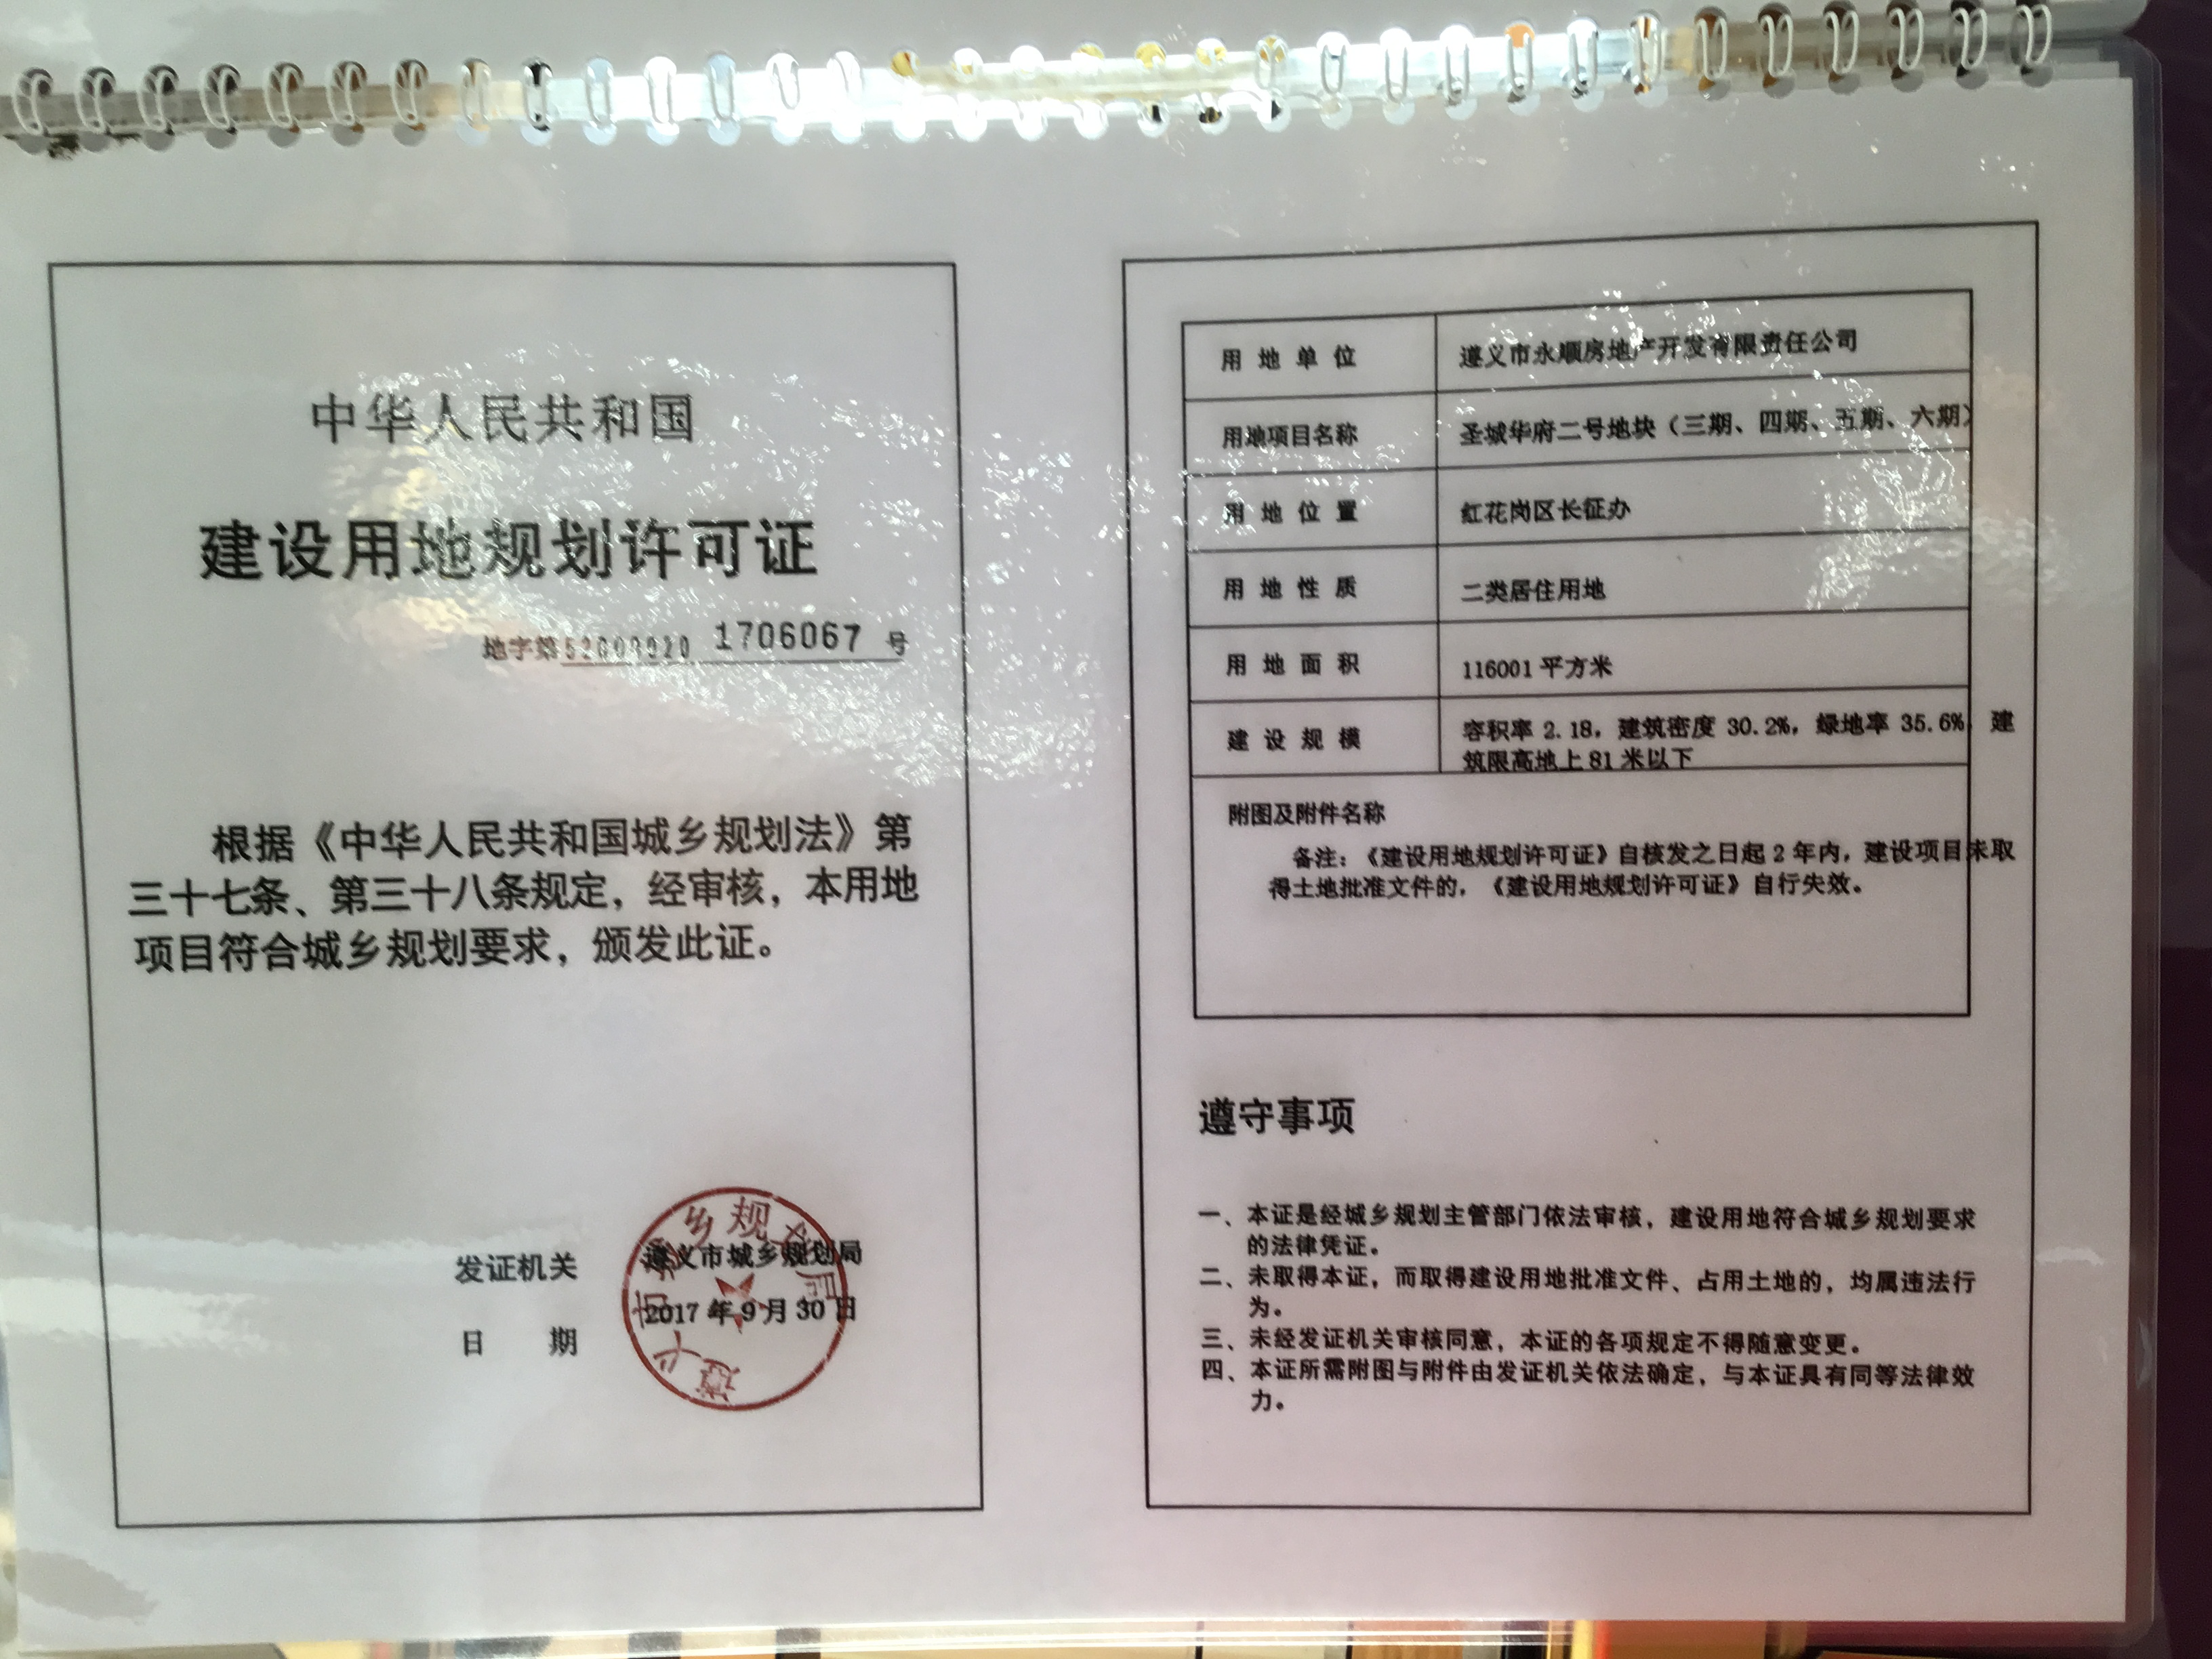 中华人民共和国
建设用地规划许可证
地字第52000020 1706067 号
根据《中华人民共和国城乡规划法》第
三十七条、第三十八条规定，经审核，本用地
项目符合城乡规划要求，颁发此证。
发证机关 遵义市城乡规划局
日期 2017年9月30日
用地单位 遵义市永顺房地产开发有限责任公司
用地项目名称 圣城华府二号地块（三期、四期、五期、六期）
用地位置 红花岗区长征办
用地性质 二类居住用地
用地面积 116001平方米
建设规模 容积率 2.18，建筑密度 30.2%，绿地率 35.6%，建
筑限高地上81米以下
附图及附件名称
备注：《建设用地规划许可证》自核发之日起2年内，建设项目未取
得土地批准文件的，《建设用地规划许可证》自行失效。
遵守事项
一、本证是经城乡规划主管部门依法审核，建设用地符合城乡规划要求
的法律凭证。
二、未取得本证，而取得建设用地批准文件、占用土地的，均属违法行
为。
三、未经发证机关审核同意，本证的各项规定不得随意变更。
四、本证所需附图与附件由发证机关依法确定，与本证具有同等法律效
力。